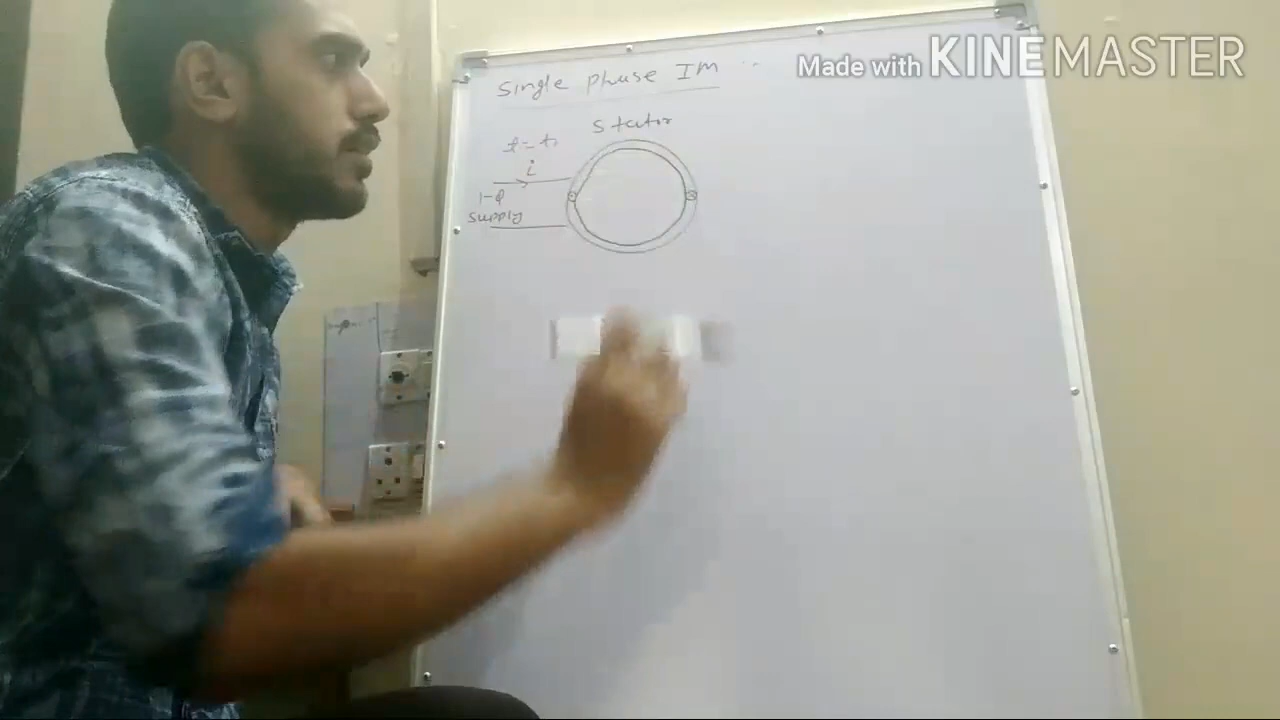 Made with KINEMASTER
Single phase IM
Stator
t = t₁
i
1-φ
supply